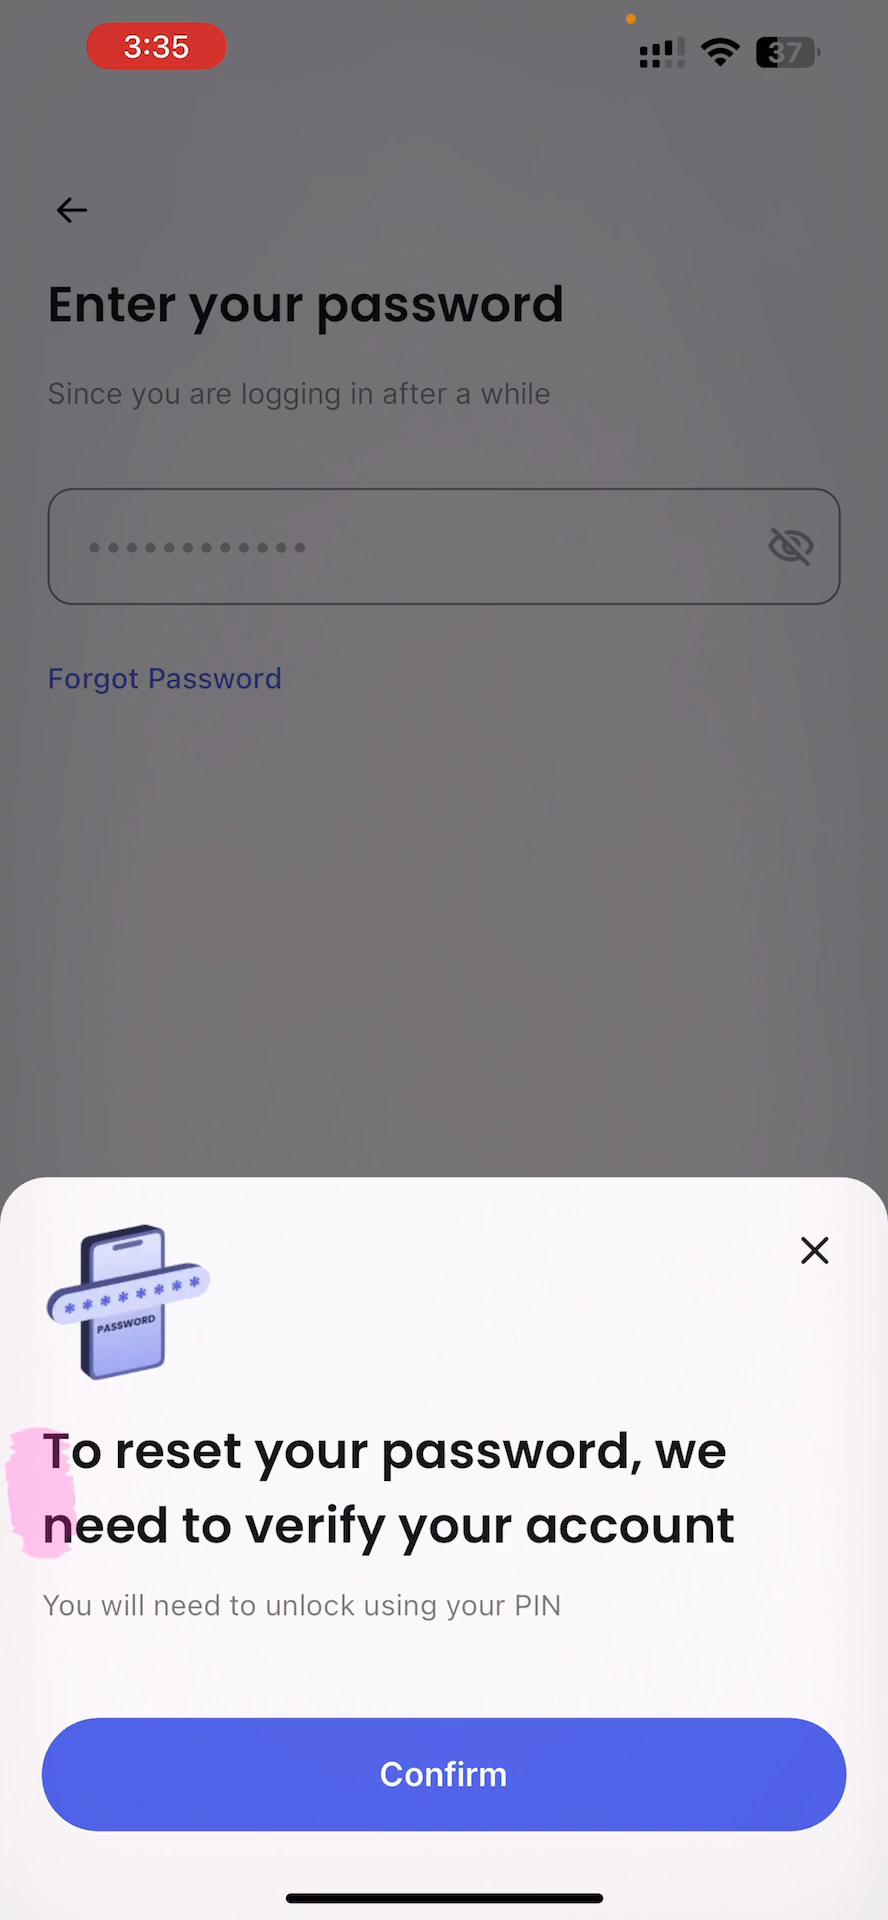 3:35
37
Enter your password
Since you are logging in after a while
••••••••••••
Forgot Password
********
PASSWORD
To reset your password, we
need to verify your account
You will need to unlock using your PIN
Confirm